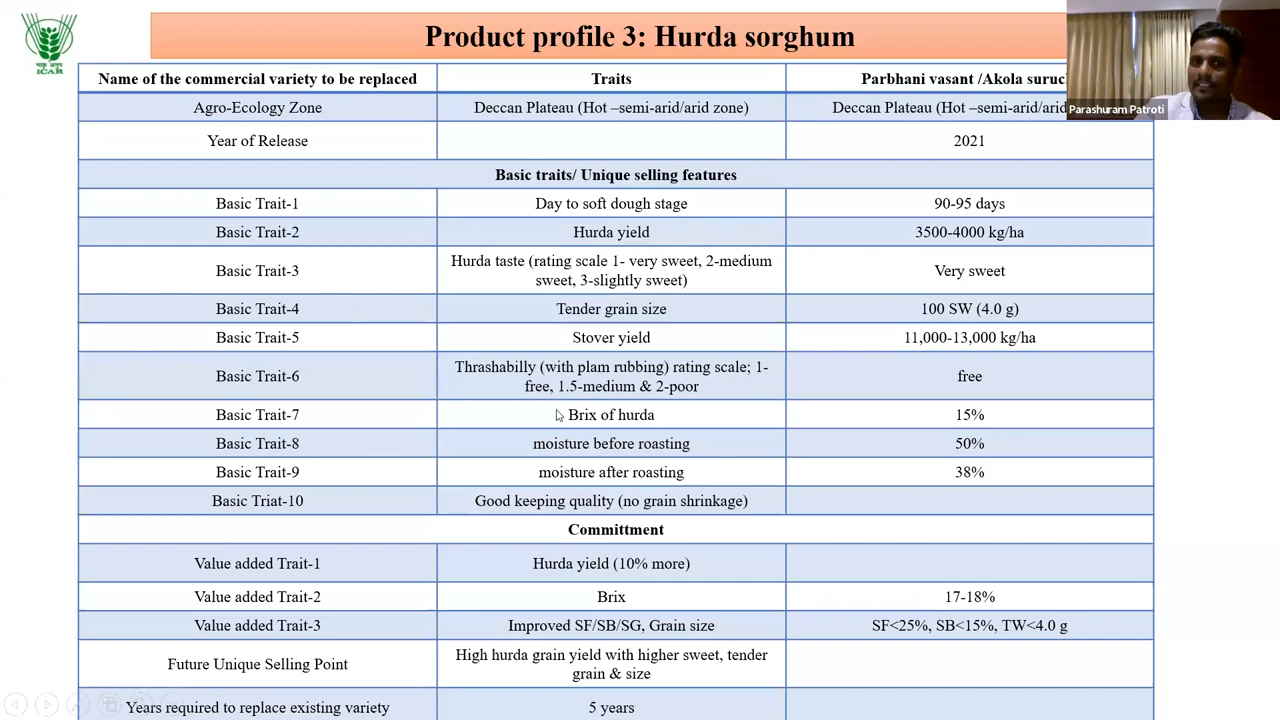 Product profile 3: Hurda sorghum
ICAR
Parashuram Patroti
Name of the commercial variety to be replaced Traits Parbhani vasant /Akola suruc
Agro-Ecology Zone Deccan Plateau (Hot –semi-arid/arid zone) Deccan Plateau (Hot –semi-arid/arid
Year of Release 2021
Basic traits/ Unique selling features
Basic Trait-1 Day to soft dough stage 90-95 days
Basic Trait-2 Hurda yield 3500-4000 kg/ha
Basic Trait-3 Hurda taste (rating scale 1- very sweet, 2-medium Very sweet
sweet, 3-slightly sweet)
Basic Trait-4 Tender grain size 100 SW (4.0 g)
Basic Trait-5 Stover yield 11,000-13,000 kg/ha
Basic Trait-6 Thrashabilly (with plam rubbing) rating scale; 1- free
free, 1.5-medium & 2-poor
Basic Trait-7 Brix of hurda 15%
Basic Trait-8 moisture before roasting 50%
Basic Trait-9 moisture after roasting 38%
Basic Triat-10 Good keeping quality (no grain shrinkage)
Committment
Value added Trait-1 Hurda yield (10% more)
Value added Trait-2 Brix 17-18%
Value added Trait-3 Improved SF/SB/SG, Grain size SF<25%, SB<15%, TW<4.0 g
Future Unique Selling Point High hurda grain yield with higher sweet, tender
grain & size
Years required to replace existing variety 5 years